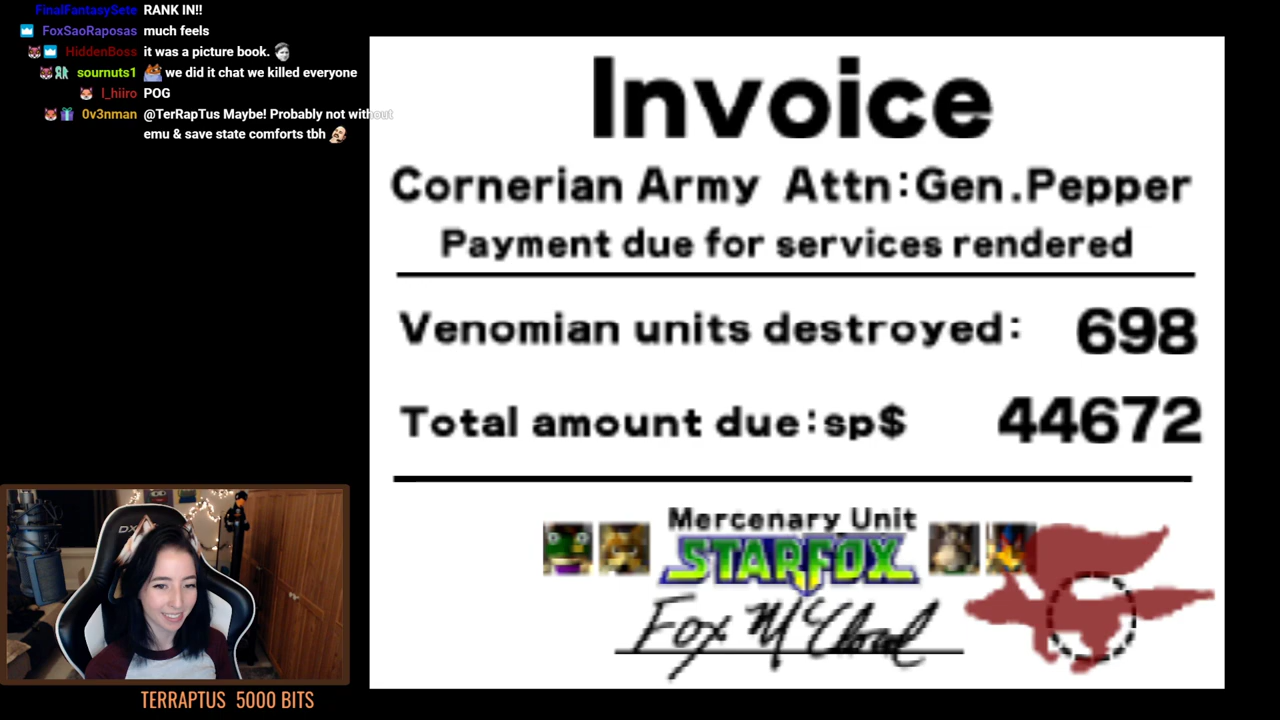 FinalFantasySete RANK IN!!
FoxSaoRaposas much feels
HiddenBoss it was a picture book.
sournuts1 we did it chat we killed everyone
l_hiiro POG
0v3nman @TerRapTus Maybe! Probably not without
emu & save state comforts tbh
Invoice
Cornerian Army Attn:Gen.Pepper
Payment due for services rendered
Venomian units destroyed: 698
Total amount due:sp$ 44672
Mercenary Unit
STARFOX
Fox McCloud
DX
TERRAPTUS 5000 BITS